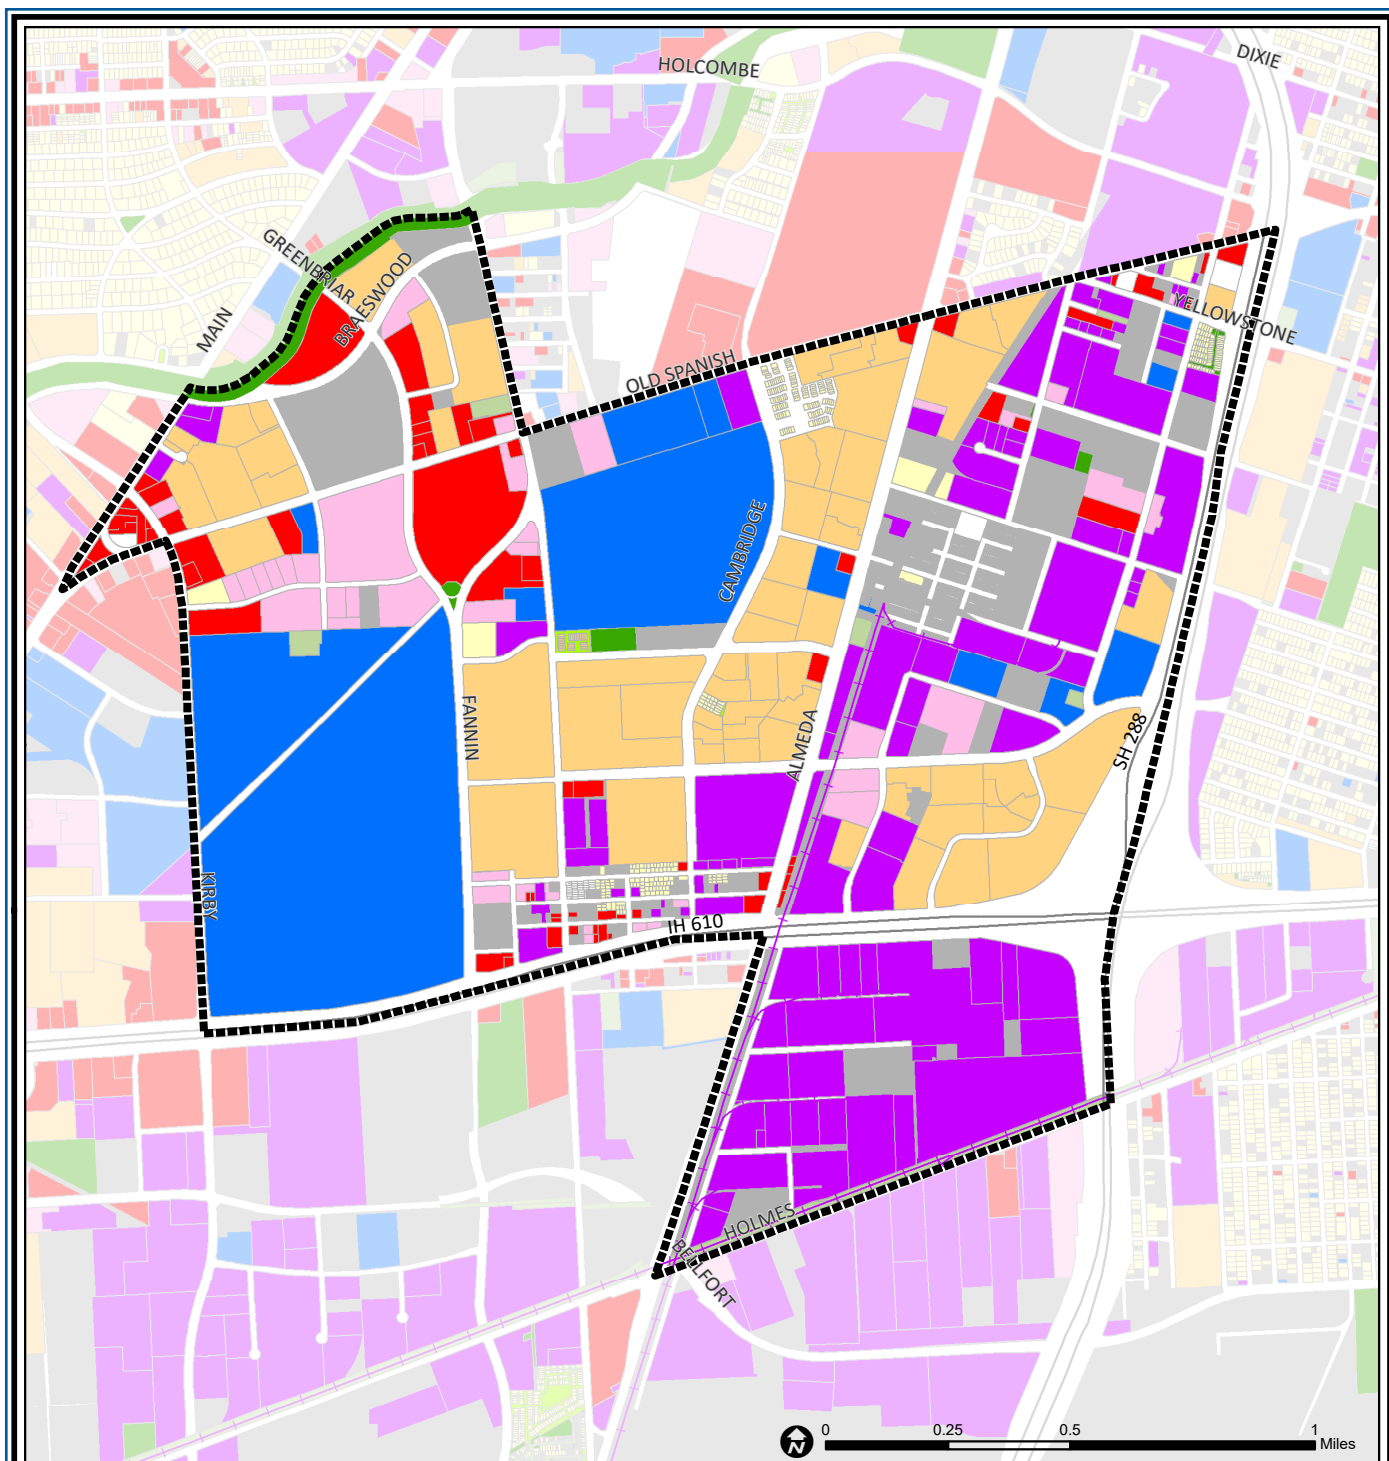 DIXIE
HOLCOMBE
GREENBRIAR
BRAESWOOD
MAIN
YELLOWSTONE
OLD SPANISH
CAMBRIDGE
FANNIN
ALMEDA
SH 288
KIRBY
IH 610
HOLMES
BELLFORT
N
0 0.25 0.5 1
Miles